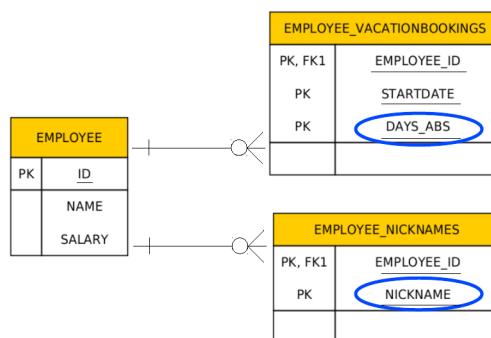 EMPLOYEE_VACATIONBOOKINGS
PK, FK1 EMPLOYEE_ID
PK STARTDATE
PK DAYS_ABS
EMPLOYEE
PK ID
NAME
SALARY
EMPLOYEE_NICKNAMES
PK, FK1 EMPLOYEE_ID
PK NICKNAME